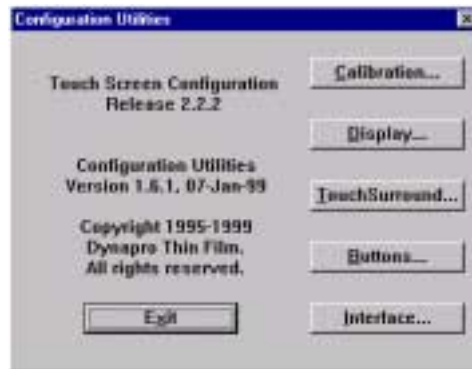 Configuration Utilities
Touch Screen Configuration
Release 2.2.2
Configuration Utilities
Version 1.6.1, 07-Jan-99
Copyright 1995-1999
Dynapro Thin Film.
All rights reserved.
Exit
Calibration...
Display...
TouchSurround...
Buttons...
Interface...